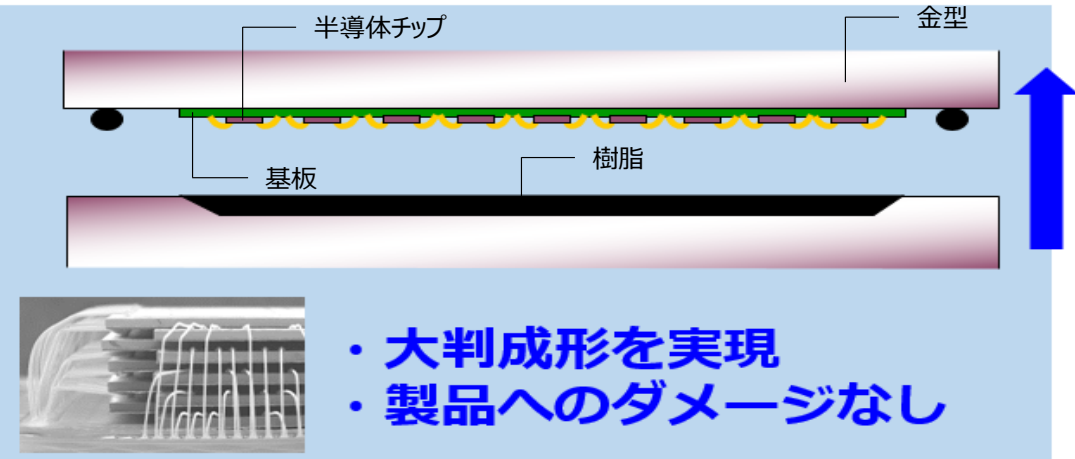 半導体チップ
金型
樹脂
基板
・大判成形を実現
・製品へのダメージなし